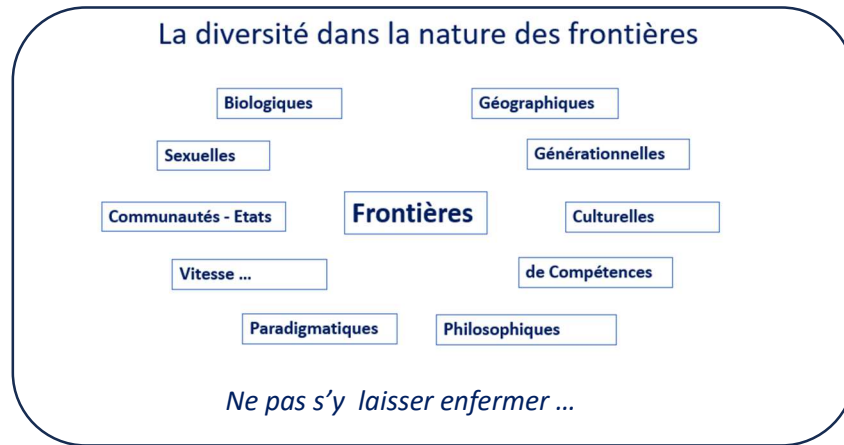 La diversité dans la nature des frontières
Biologiques
Géographiques
Sexuelles
Générationnelles
Communautés - Etats
Frontières
Culturelles
Vitesse ...
de Compétences
Paradigmatiques
Philosophiques
Ne pas s’y  laisser enfermer ...